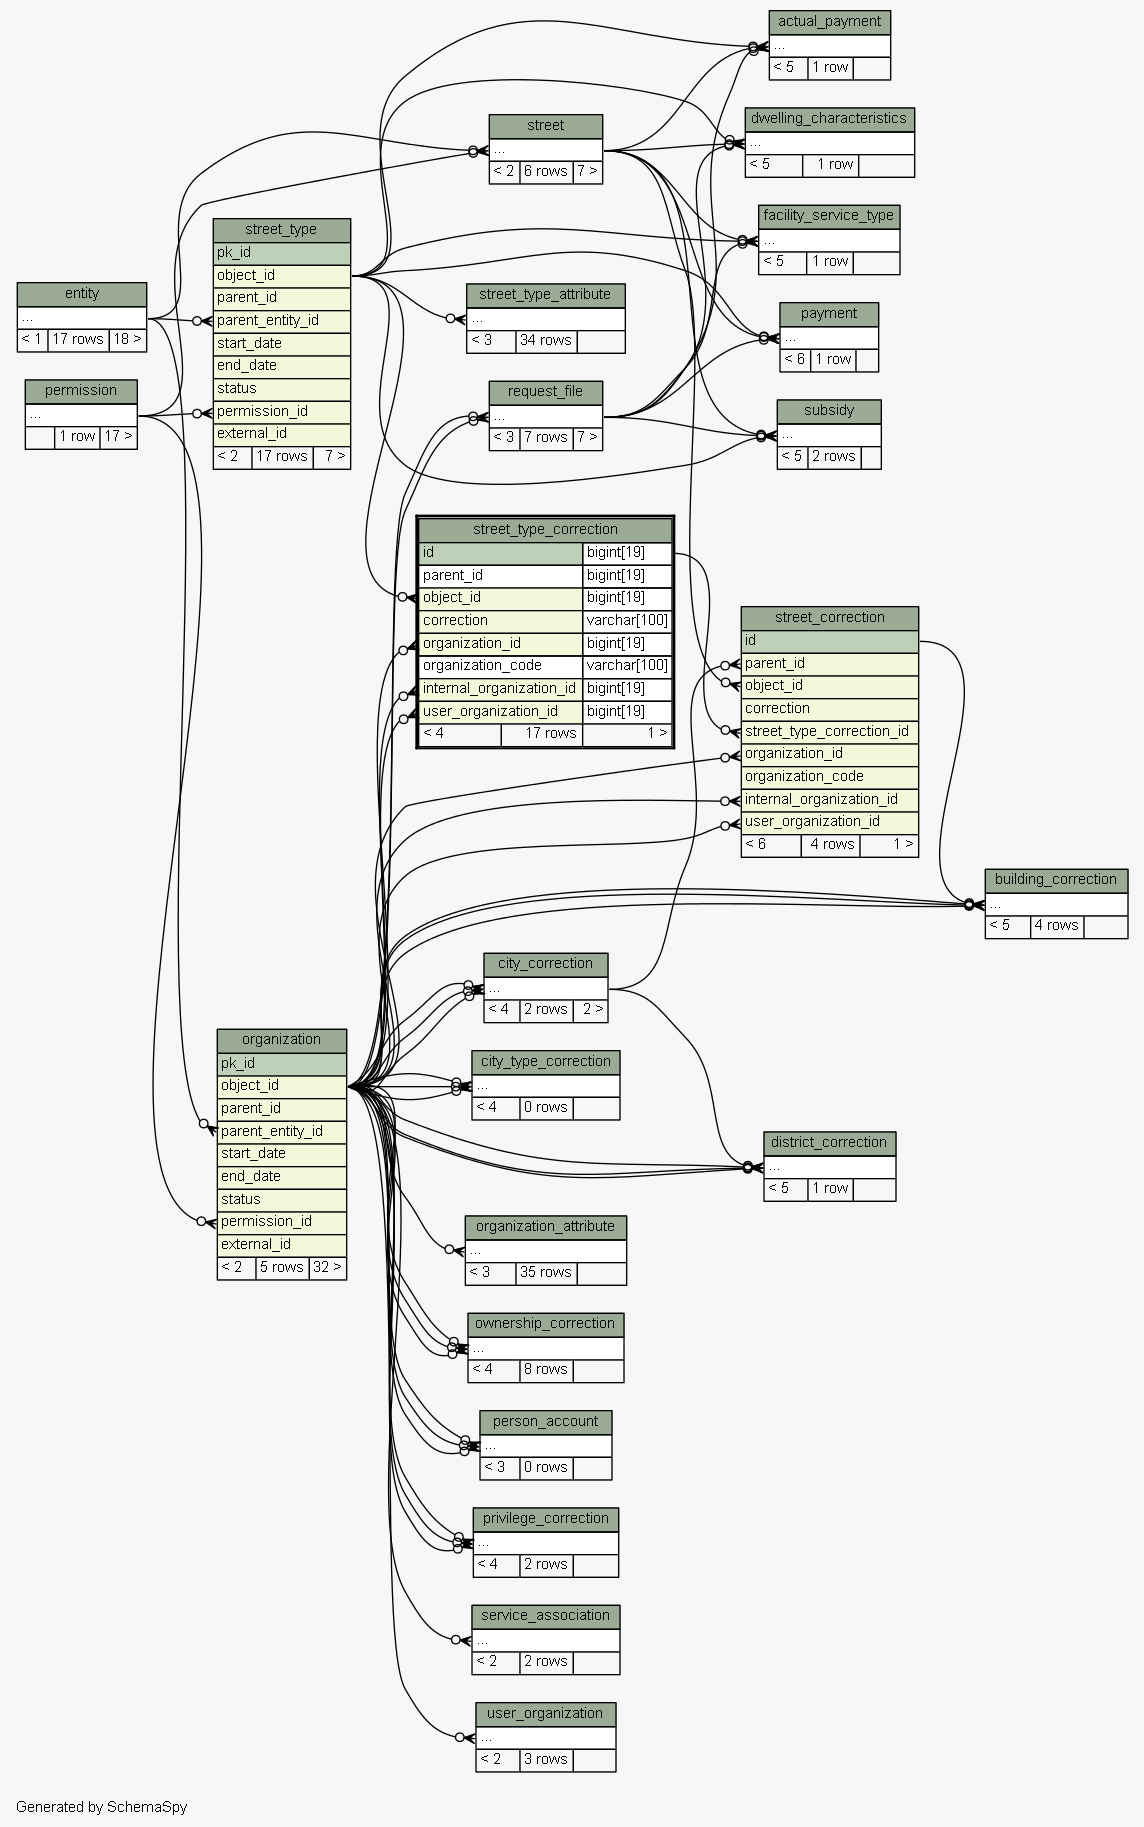 actual_payment
...
< 5 1 row
dwelling_characteristics
...
< 5 1 row
street
...
< 2 6 rows 7 >
facility_service_type
...
< 5 1 row
street_type
pk_id
object_id
parent_id
parent_entity_id
start_date
end_date
status
permission_id
external_id
< 2 17 rows 7 >
entity
...
< 1 17 rows 18 >
street_type_attribute
...
< 3 34 rows
payment
...
< 6 1 row
permission
...
1 row 17 >
request_file
...
< 3 7 rows 7 >
subsidy
...
< 5 2 rows
street_type_correction
id bigint[19]
parent_id bigint[19]
object_id bigint[19]
correction varchar[100]
organization_id bigint[19]
organization_code varchar[100]
internal_organization_id bigint[19]
user_organization_id bigint[19]
< 4 17 rows 1 >
street_correction
id
parent_id
object_id
correction
street_type_correction_id
organization_id
organization_code
internal_organization_id
user_organization_id
< 6 4 rows 1 >
building_correction
...
< 5 4 rows
city_correction
...
< 4 2 rows 2 >
organization
pk_id
object_id
parent_id
parent_entity_id
start_date
end_date
status
permission_id
external_id
< 2 5 rows 32 >
city_type_correction
...
< 4 0 rows
district_correction
...
< 5 1 row
organization_attribute
...
< 3 35 rows
ownership_correction
...
< 4 8 rows
person_account
...
< 3 0 rows
privilege_correction
...
< 4 2 rows
service_association
...
< 2 2 rows
user_organization
...
< 2 3 rows
Generated by SchemaSpy